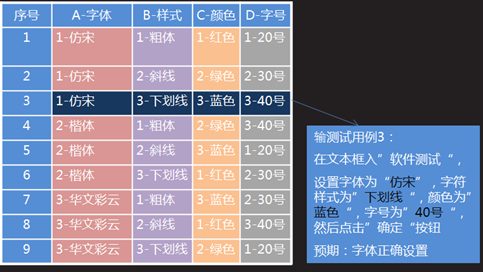 序号 A-字体 B-样式 C-颜色 D-字号
1 1-仿宋 1-粗体 1-红色 1-20号
2 1-仿宋 2-斜线 2-绿色 2-30号
3 1-仿宋 3-下划线 3-蓝色 3-40号
4 2-楷体 1-粗体 2-绿色 3-40号
5 2-楷体 2-斜线 3-蓝色 1-20号
6 2-楷体 3-下划线 1-红色 2-30号
7 3-华文彩云 1-粗体 3-蓝色 2-30号
8 3-华文彩云 2-斜线 1-红色 3-40号
9 3-华文彩云 3-下划线 2-绿色 1-20号
输测试用例3：
在文本框入”软件测试“，
设置字体为“仿宋”，字符
样式为”下划线“，颜色为”
蓝色“，字号为”40号“，
然后点击”确定“按钮
预期：字体正确设置